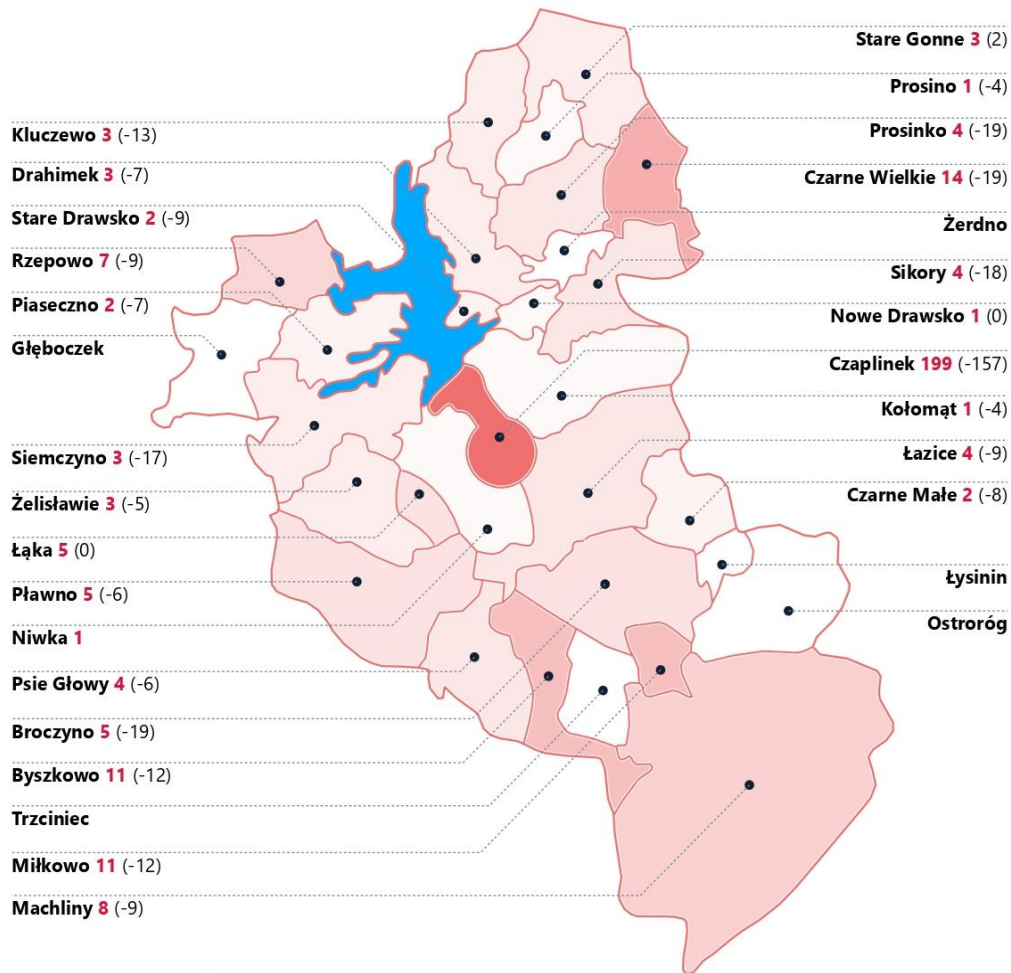 Kluczewo 3 (-13)
Drahimek 3 (-7)
Stare Drawsko 2 (-9)
Rzepowo 7 (-9)
Piaseczno 2 (-7)
Głęboczek
Siemczyno 3 (-17)
Żelisławie 3 (-5)
Łąka 5 (0)
Pławno 5 (-6)
Niwka 1
Psie Głowy 4 (-6)
Broczyno 5 (-19)
Byszkowo 11 (-12)
Trzciniec
Miłkowo 11 (-12)
Machliny 8 (-9)
Stare Gonne 3 (2)
Prosino 1 (-4)
Prosinko 4 (-19)
Czarne Wielkie 14 (-19)
Żerdno
Sikory 4 (-18)
Nowe Drawsko 1 (0)
Czaplinek 199 (-157)
Kołomąt 1 (-4)
Łazice 4 (-9)
Czarne Małe 2 (-8)
Łysinin
Ostroróg